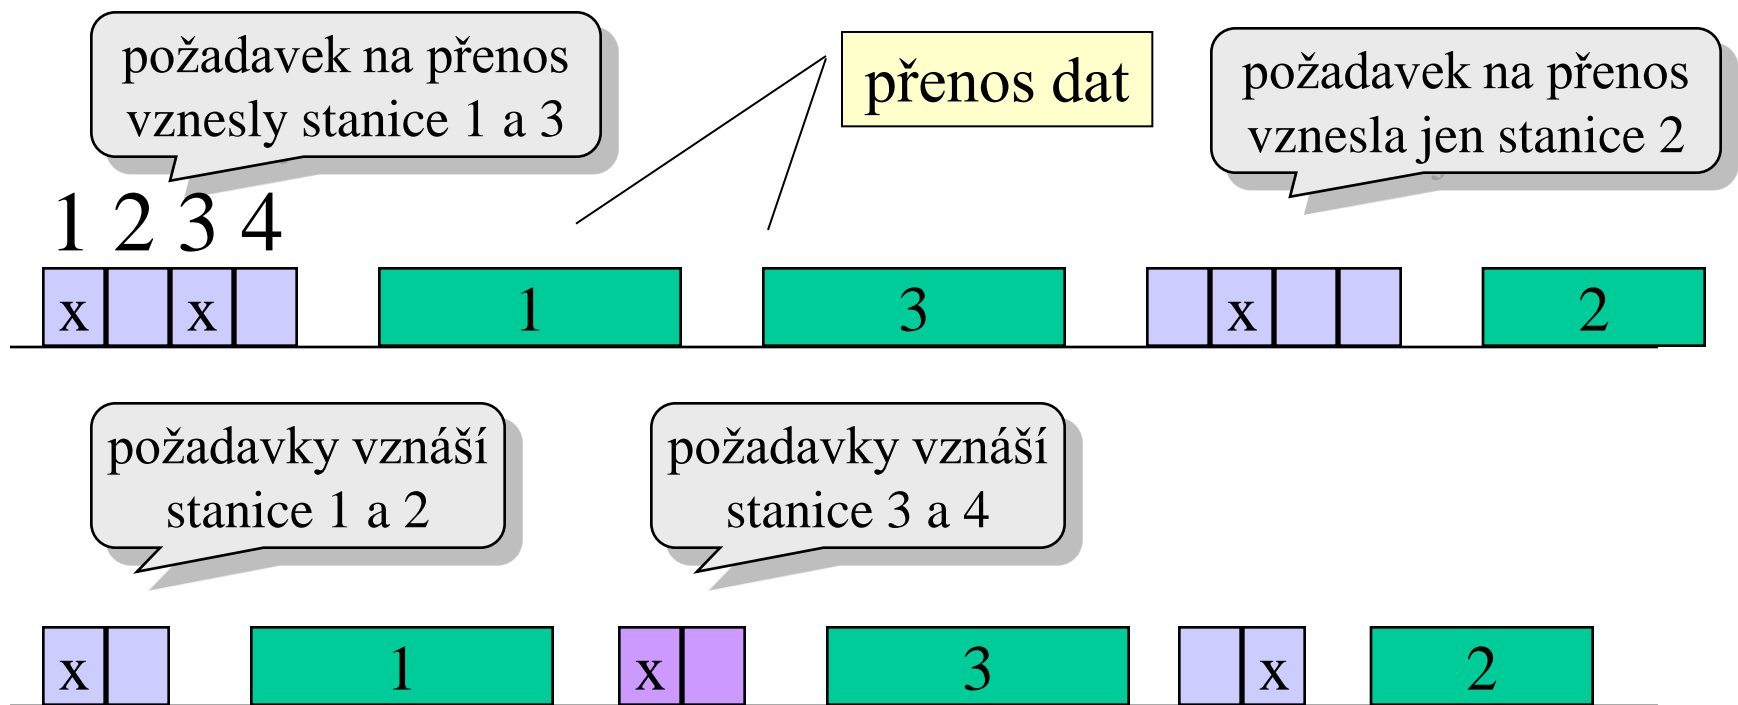 požadavek na přenos
vznesly stanice 1 a 3
přenos dat
požadavek na přenos
vznesla jen stanice 2
1 2 3 4
x x 1 3 x 2
požadavky vznáší
stanice 1 a 2
požadavky vznáší
stanice 3 a 4
x 1 x 3 x 2